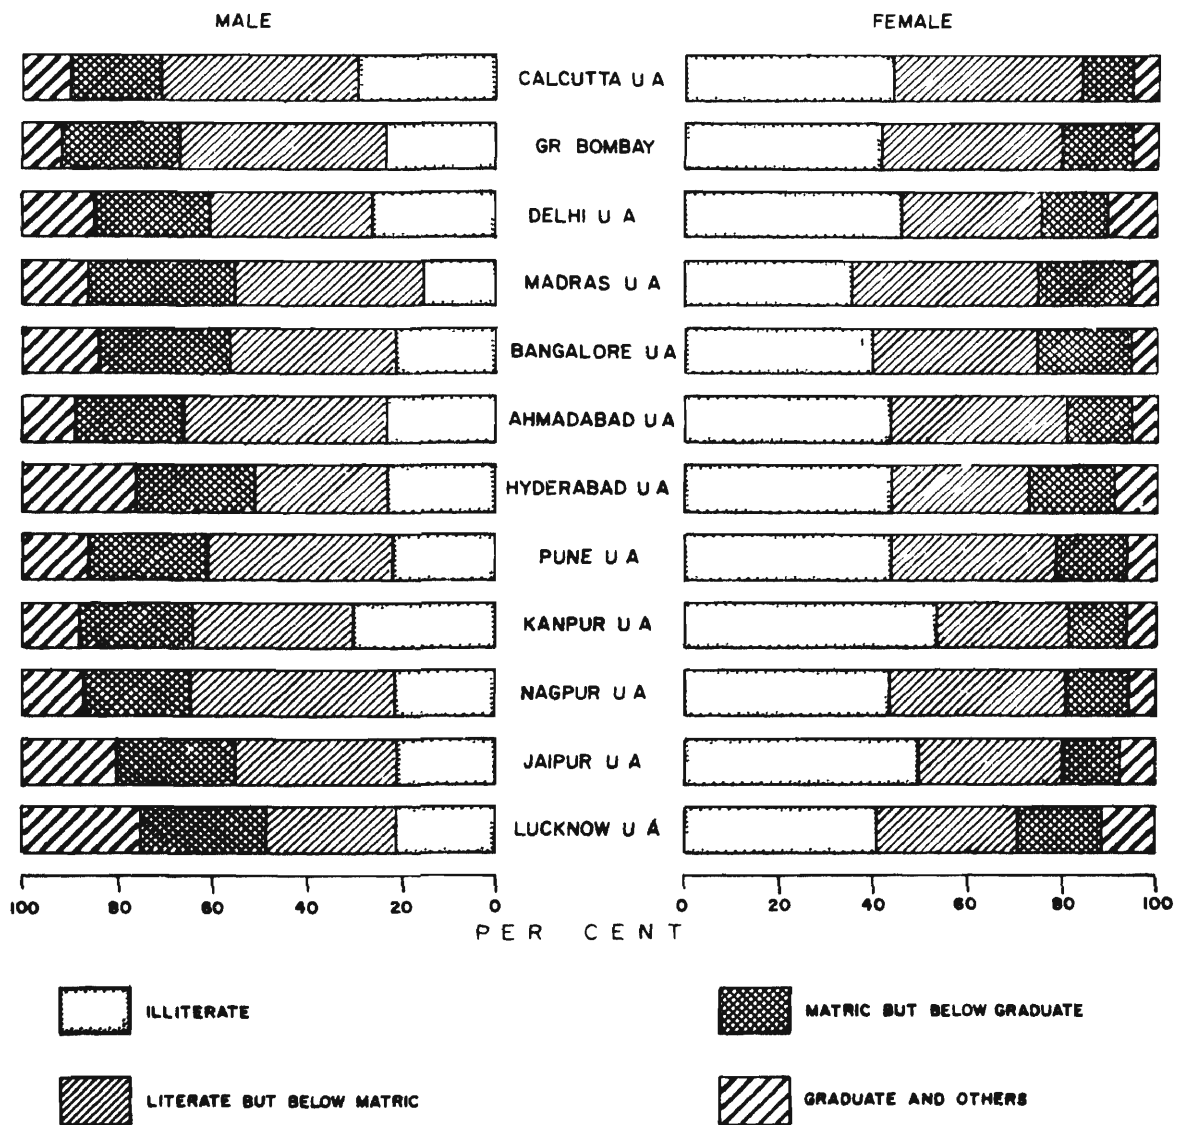 MALE
FEMALE
CALCUTTA U A
GR BOMBAY
DELHI U A
MADRAS U A
BANGALORE U A
AHMADABAD U A
HYDERABAD U A
PUNE U A
KANPUR U A
NAGPUR U A
JAIPUR U A
LUCKNOW U A
100 80 60 40 20 0
0 20 40 60 80 100
PER CENT
ILLITERATE
MATRIC BUT BELOW GRADUATE
LITERATE BUT BELOW MATRIC
GRADUATE AND OTHERS